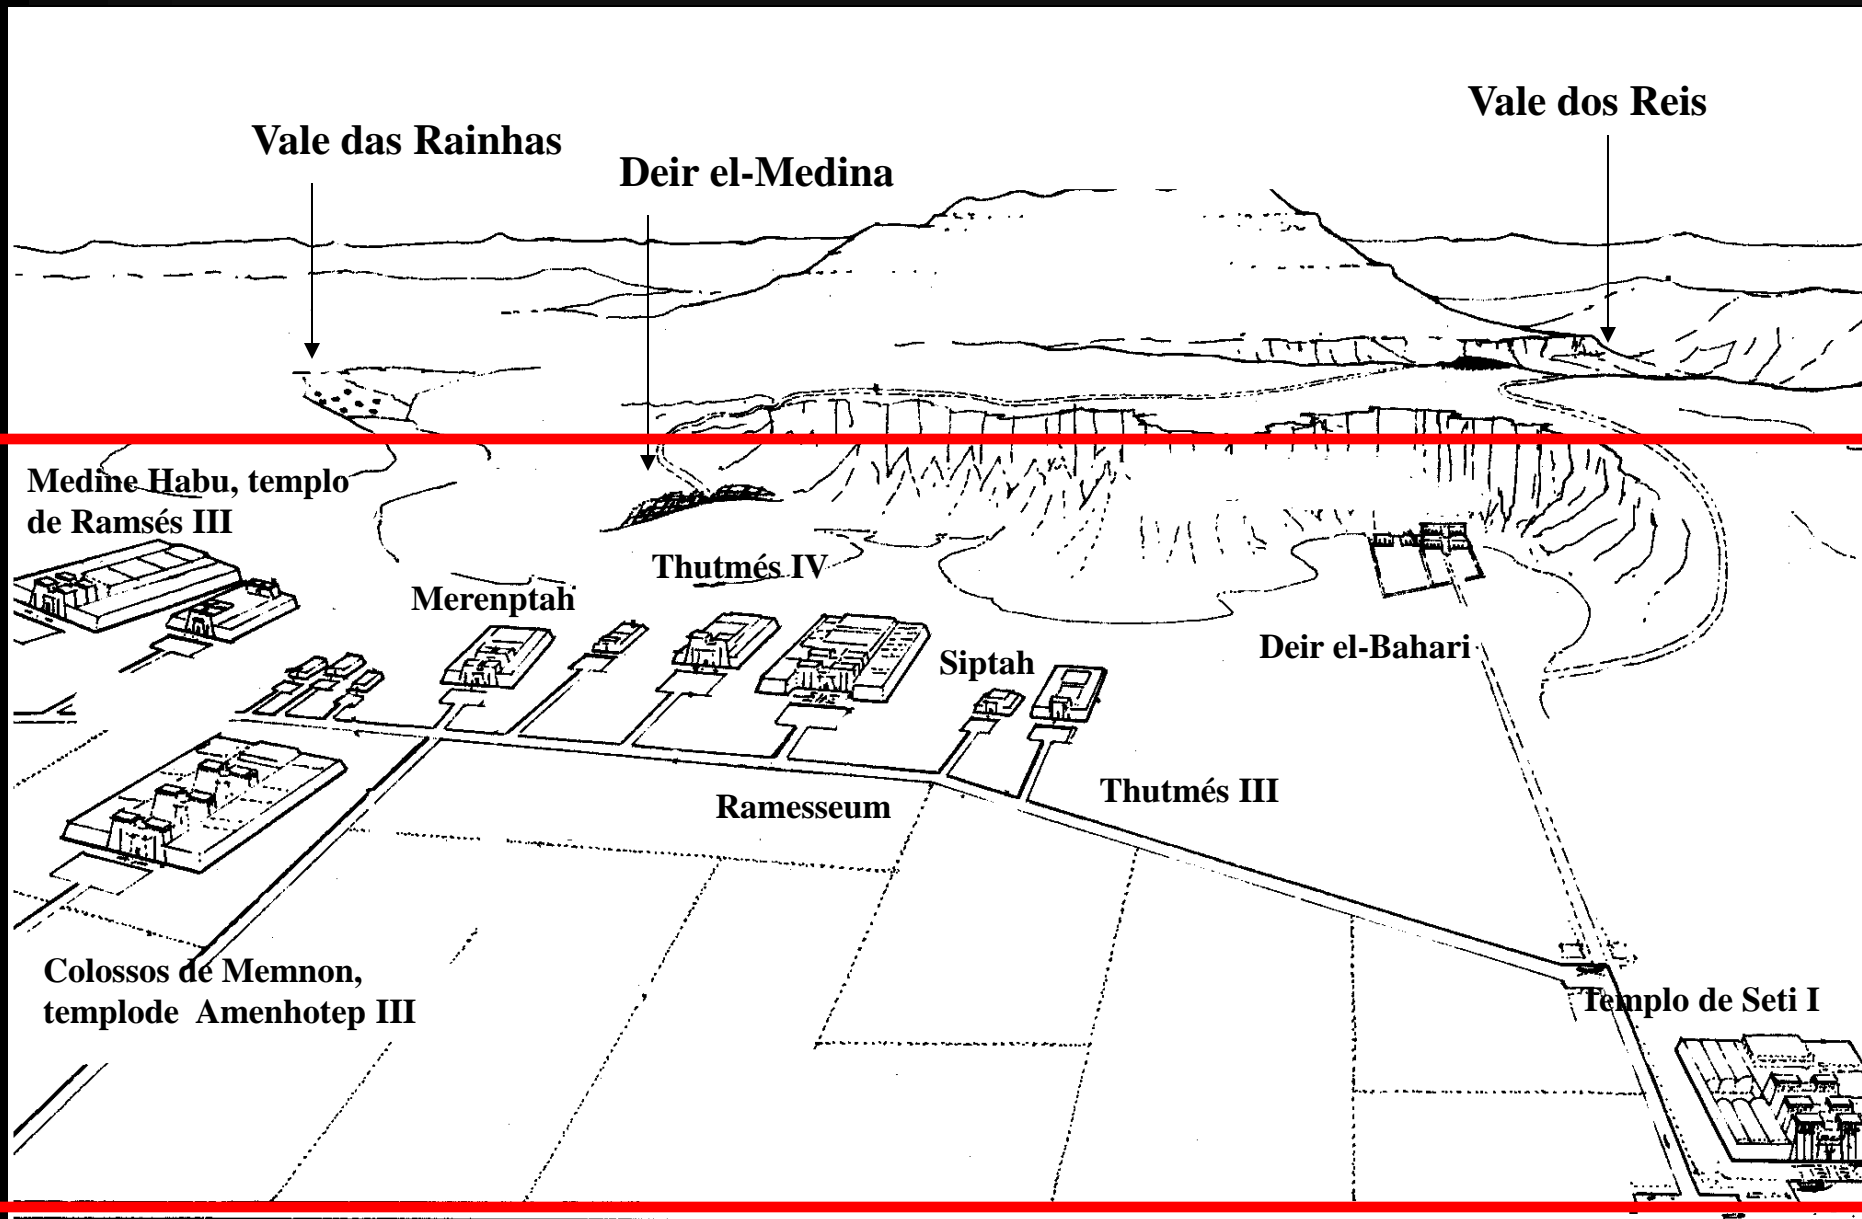 Vale dos Reis
Vale das Rainhas
Deir el-Medina
Medine Habu, templo
de Ramsés III
Thutmés IV
Merenptah
Deir el-Bahari
Siptah
Thutmés III
Ramesseum
Colossos de Memnon,
templode Amenhotep III
Templo de Seti I